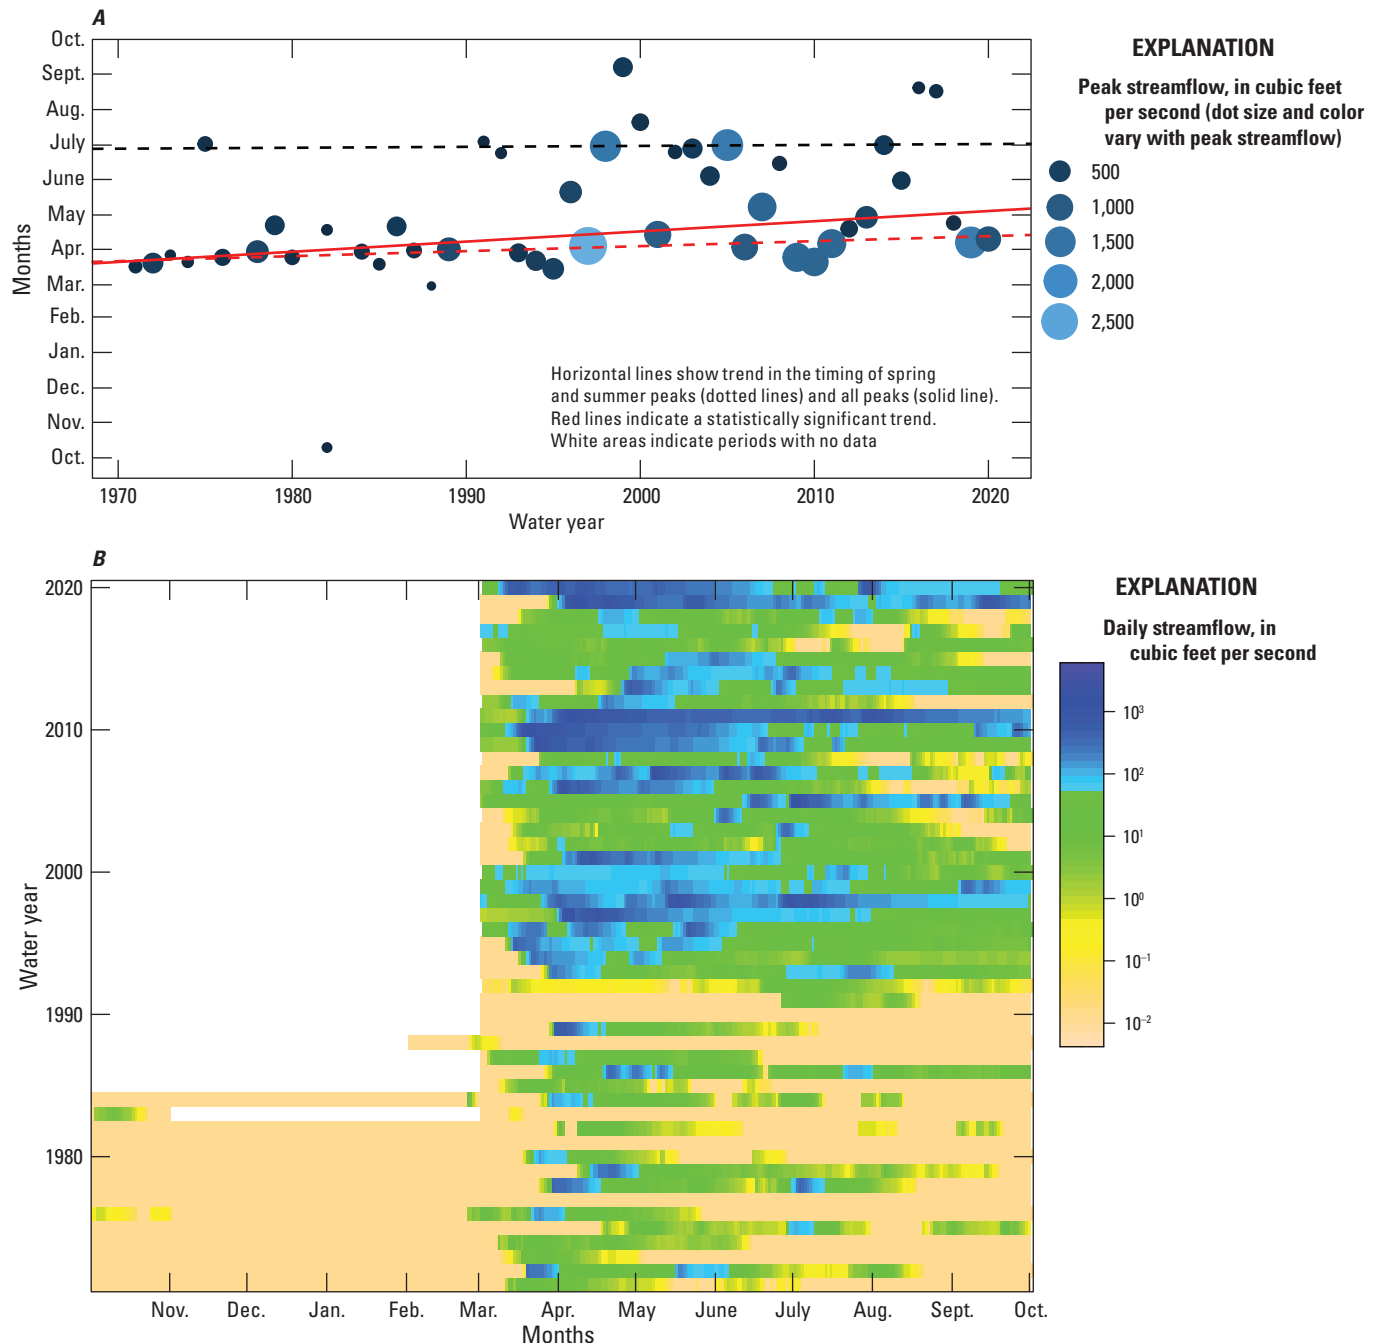 A
Oct.
Sept.
Aug.
July
June
May
Apr.
Mar.
Feb.
Jan.
Dec.
Nov.
Oct.
Months
Horizontal lines show trend in the timing of spring
and summer peaks (dotted lines) and all peaks (solid line).
Red lines indicate a statistically significant trend.
White areas indicate periods with no data
1970 1980 1990 2000 2010 2020
Water year
EXPLANATION
Peak streamflow, in cubic feet
per second (dot size and color
vary with peak streamflow)
500
1,000
1,500
2,000
2,500
B
2020
2010
2000
1990
1980
Water year
Nov. Dec. Jan. Feb. Mar. Apr. May June July Aug. Sept. Oct.
Months
EXPLANATION
Daily streamflow, in
cubic feet per second
10³
10²
10¹
10⁰
10⁻¹
10⁻²